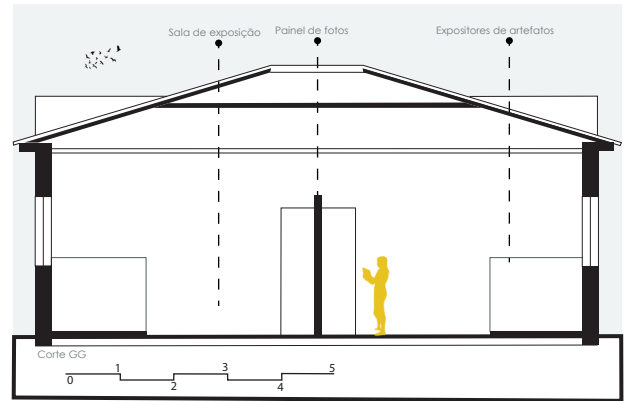 Sala de exposição
Painel de fotos
Expositores de artefatos
Corte GG
0 1 2 3 4 5